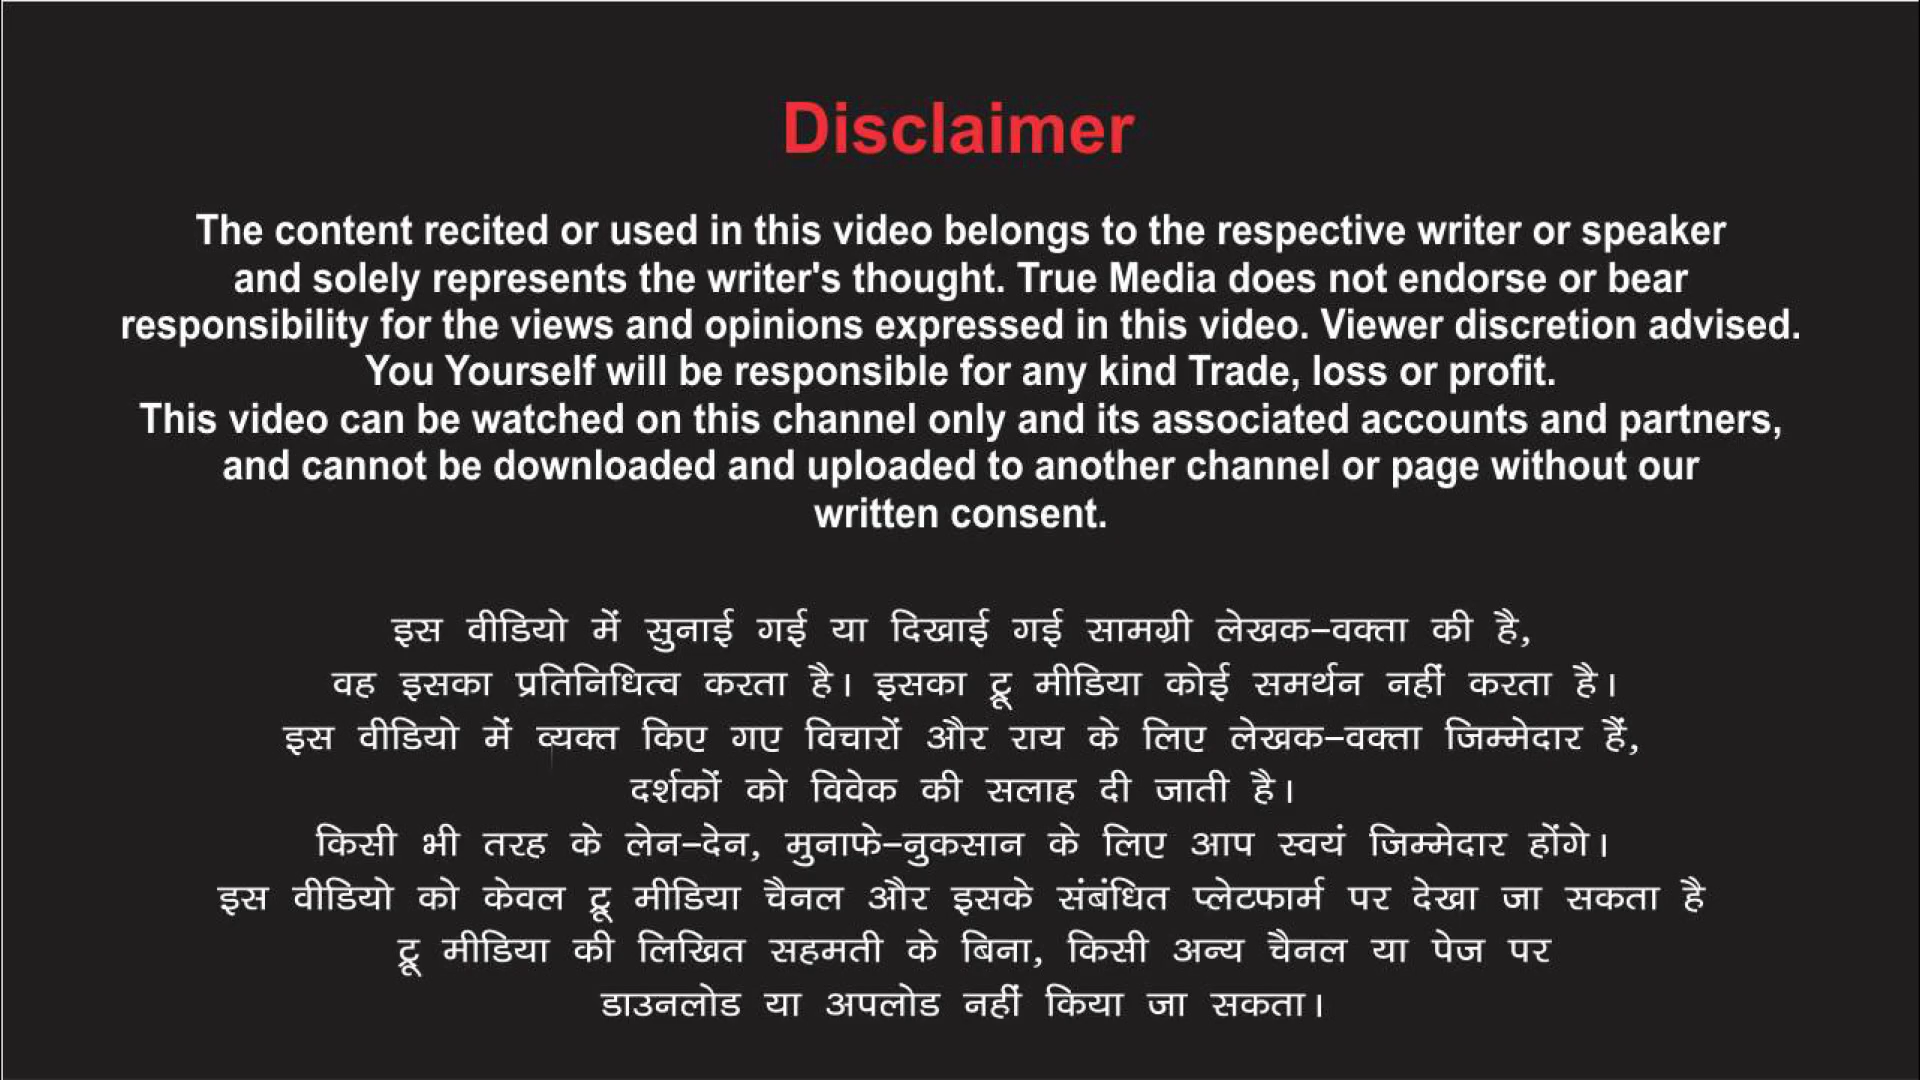 Disclaimer
The content recited or used in this video belongs to the respective writer or speaker
and solely represents the writer's thought. True Media does not endorse or bear
responsibility for the views and opinions expressed in this video. Viewer discretion advised.
You Yourself will be responsible for any kind Trade, loss or profit.
This video can be watched on this channel only and its associated accounts and partners,
and cannot be downloaded and uploaded to another channel or page without our
written consent.
इस वीडियो में सुनाई गई या दिखाई गई सामग्री लेखक–वक्ता की है,
वह इसका प्रतिनिधित्व करता है। इसका ट्रू मीडिया कोई समर्थन नहीं करता है।
इस वीडियो में व्यक्त किए गए विचारों और राय के लिए लेखक–वक्ता जिम्मेदार हैं,
दर्शकों को विवेक की सलाह दी जाती है।
किसी भी तरह के लेन–देन, मुनाफे–नुकसान के लिए आप स्वयं जिम्मेदार होंगे।
इस वीडियो को केवल ट्रू मीडिया चैनल और इसके संबंधित प्लेटफार्म पर देखा जा सकता है
ट्रू मीडिया की लिखित सहमती के बिना, किसी अन्य चैनल या पेज पर
डाउनलोड या अपलोड नहीं किया जा सकता।